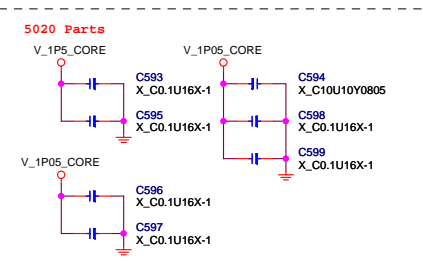 5020 Parts
V_1P5_CORE
C593
X_C0.1U16X-1
C595
X_C0.1U16X-1
V_1P05_CORE
C594
X_C10U10Y0805
C598
X_C0.1U16X-1
C599
X_C0.1U16X-1
V_1P05_CORE
C596
X_C0.1U16X-1
C597
X_C0.1U16X-1